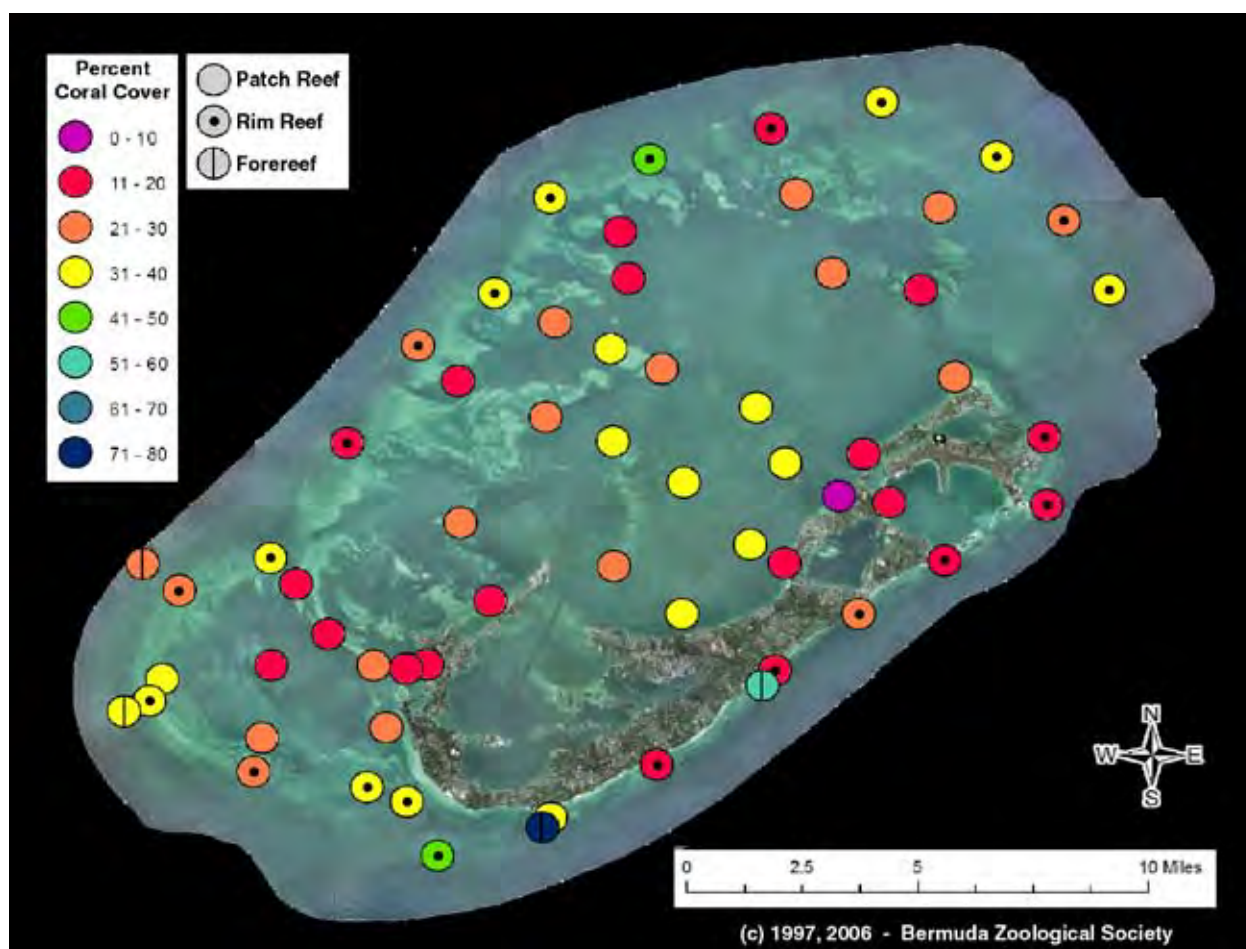 Percent
Coral Cover
0 - 10
11 - 20
21 - 30
31 - 40
41 - 50
51 - 60
61 - 70
71 - 80
Patch Reef
Rim Reef
Forereef
N
W E
S
0 2.5 5 10 Miles
(c) 1997, 2006 - Bermuda Zoological Society